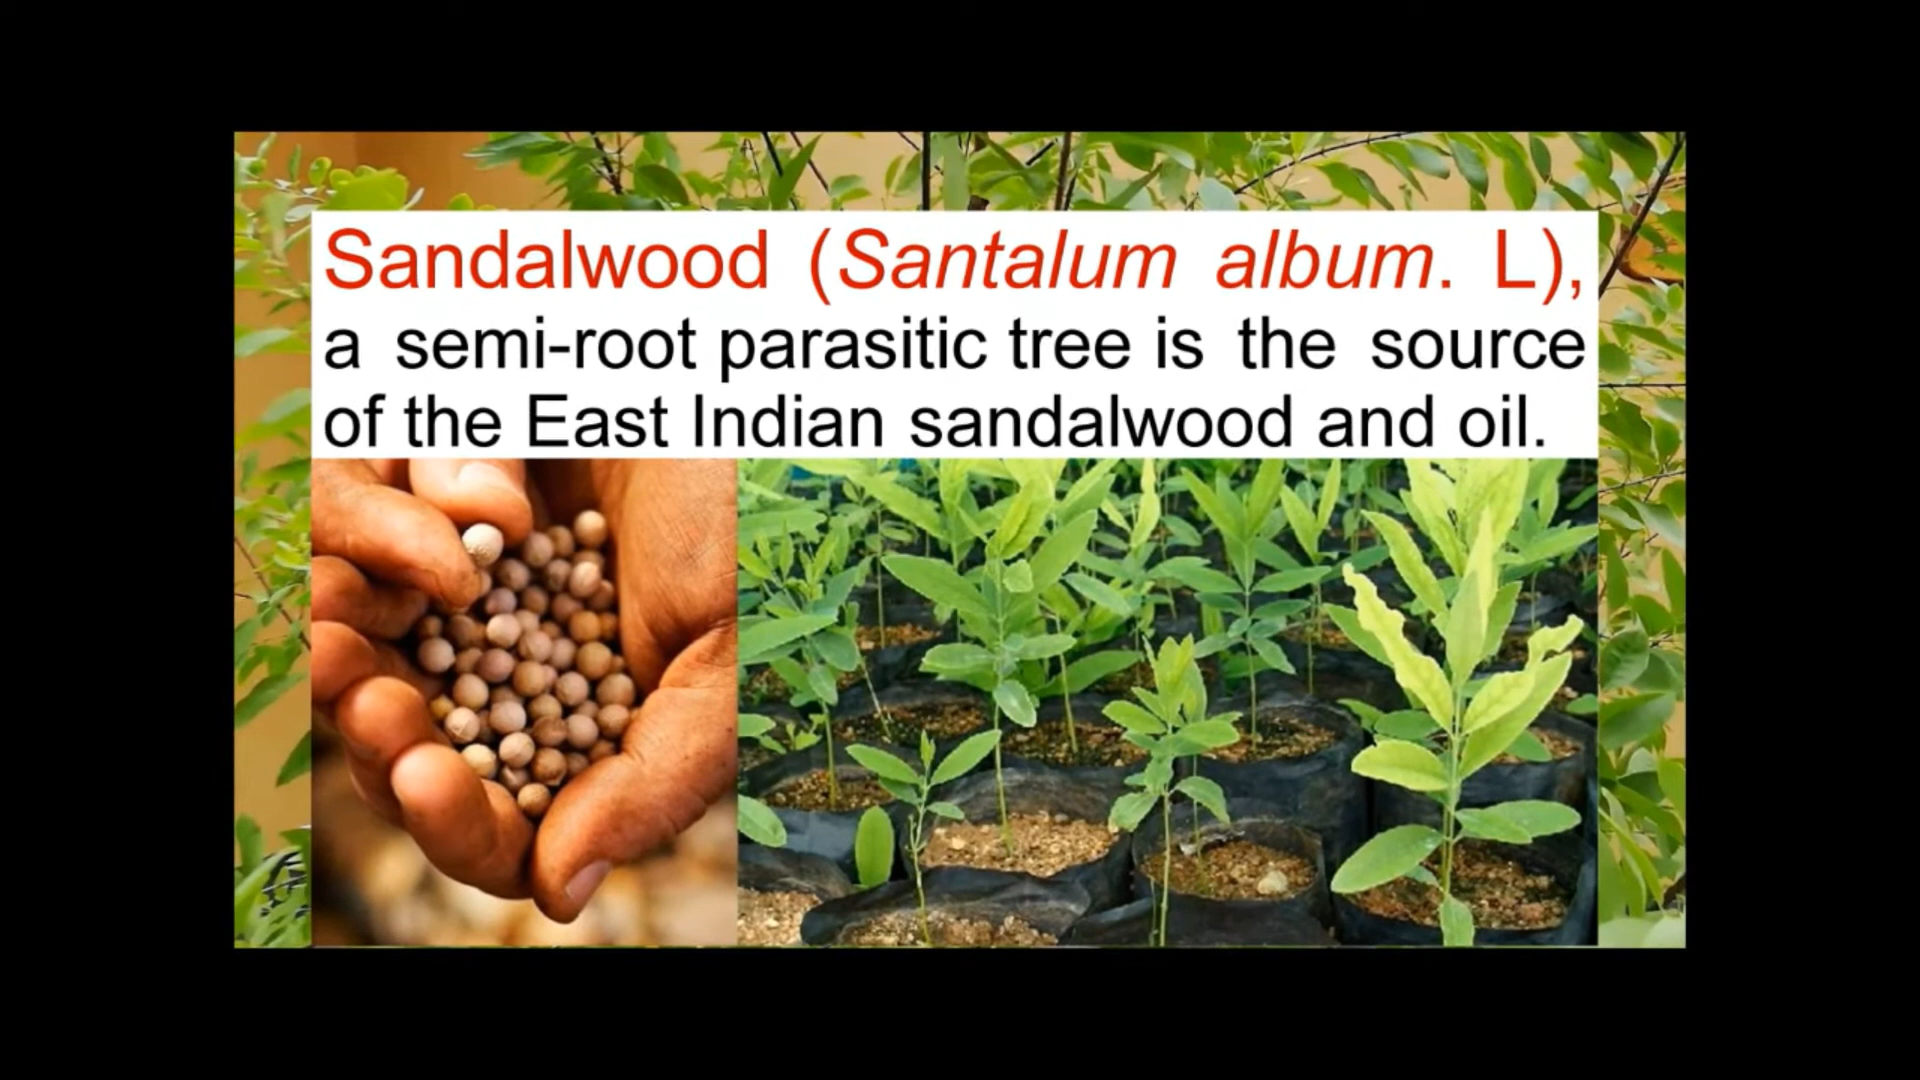 Sandalwood (Santalum album. L),
a semi-root parasitic tree is the source
of the East Indian sandalwood and oil.